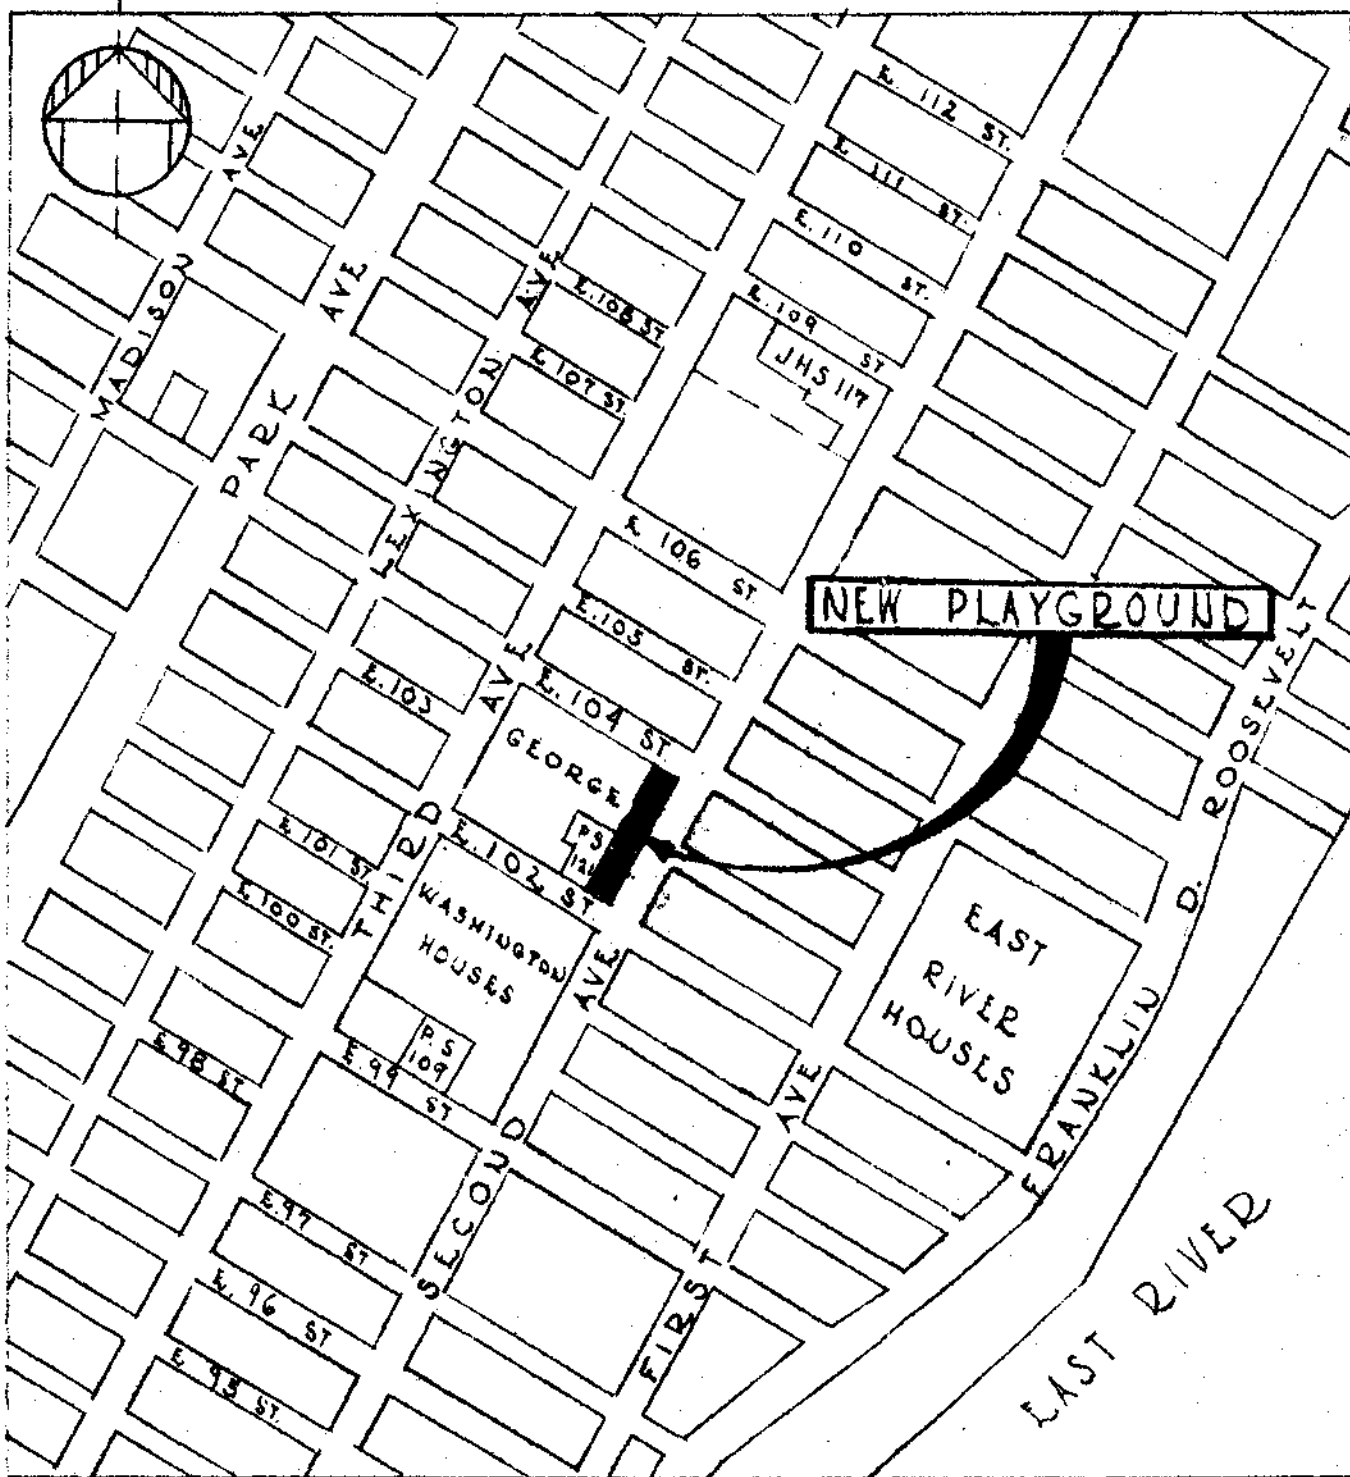 E. 112 ST.
E. 111 ST.
E. 110 ST.
E. 109 ST
JHS 117
E. 108 ST
E. 107 ST.
E. 106 ST
E. 105 ST.
E. 104 ST
E. 103
E. 102 ST
E. 101 ST
E. 100 ST.
E. 99 ST
E. 98 ST
E. 97 ST
E. 96 ST
E. 95 ST.
MADISON AVE
PARK AVE
LEXINGTON AVE
THIRD AVE
SECOND AVE
FIRST AVE
FRANKLIN D. ROOSEVELT
NEW PLAYGROUND
GEORGE
WASHINGTON
HOUSES
PS
P.S
109
EAST
RIVER
HOUSES
EAST RIVER